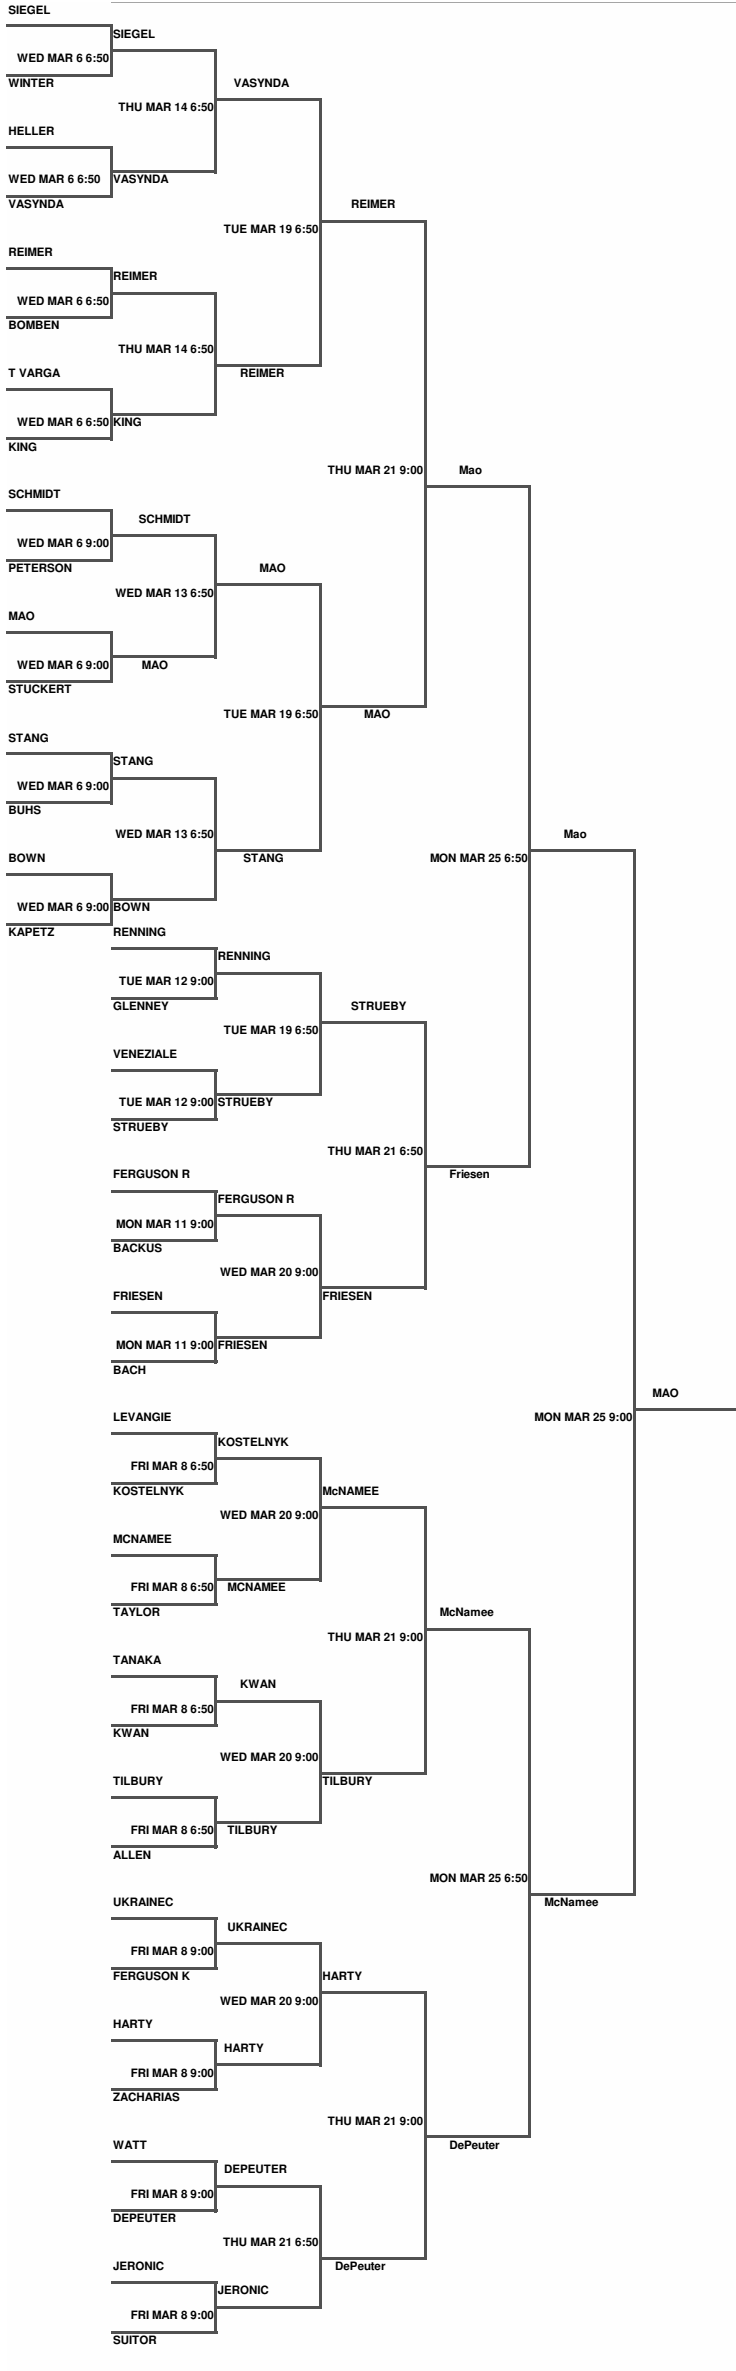 SIEGEL
SIEGEL
WED MAR 6 6:50
WINTER
VASYNDA
THU MAR 14 6:50
HELLER
WED MAR 6 6:50
VASYNDA
VASYNDA
REIMER
TUE MAR 19 6:50
REIMER
REIMER
WED MAR 6 6:50
BOMBEN
THU MAR 14 6:50
T VARGA
REIMER
WED MAR 6 6:50
KING
KING
THU MAR 21 9:00
Mao
SCHMIDT
SCHMIDT
WED MAR 6 9:00
PETERSON
MAO
WED MAR 13 6:50
MAO
WED MAR 6 9:00
MAO
STUCKERT
TUE MAR 19 6:50
MAO
STANG
STANG
WED MAR 6 9:00
BUHS
WED MAR 13 6:50
Mao
BOWN
STANG
MON MAR 25 6:50
WED MAR 6 9:00
BOWN
KAPETZ
RENNING
RENNING
TUE MAR 12 9:00
GLENNEY
STRUEBY
TUE MAR 19 6:50
VENEZIALE
TUE MAR 12 9:00
STRUEBY
STRUEBY
THU MAR 21 6:50
FERGUSON R
Friesen
FERGUSON R
MON MAR 11 9:00
BACKUS
WED MAR 20 9:00
FRIESEN
FRIESEN
MON MAR 11 9:00
FRIESEN
BACH
MAO
LEVANGIE
MON MAR 25 9:00
KOSTELNYK
FRI MAR 8 6:50
KOSTELNYK
McNAMEE
WED MAR 20 9:00
MCNAMEE
FRI MAR 8 6:50
MCNAMEE
TAYLOR
McNamee
THU MAR 21 9:00
TANAKA
KWAN
FRI MAR 8 6:50
KWAN
WED MAR 20 9:00
TILBURY
TILBURY
FRI MAR 8 6:50
TILBURY
ALLEN
MON MAR 25 6:50
UKRAINEC
McNamee
UKRAINEC
FRI MAR 8 9:00
FERGUSON K
HARTY
WED MAR 20 9:00
HARTY
HARTY
FRI MAR 8 9:00
ZACHARIAS
THU MAR 21 9:00
WATT
DePeuter
DEPEUTER
FRI MAR 8 9:00
DEPEUTER
THU MAR 21 6:50
JERONIC
DePeuter
JERONIC
FRI MAR 8 9:00
SUITOR